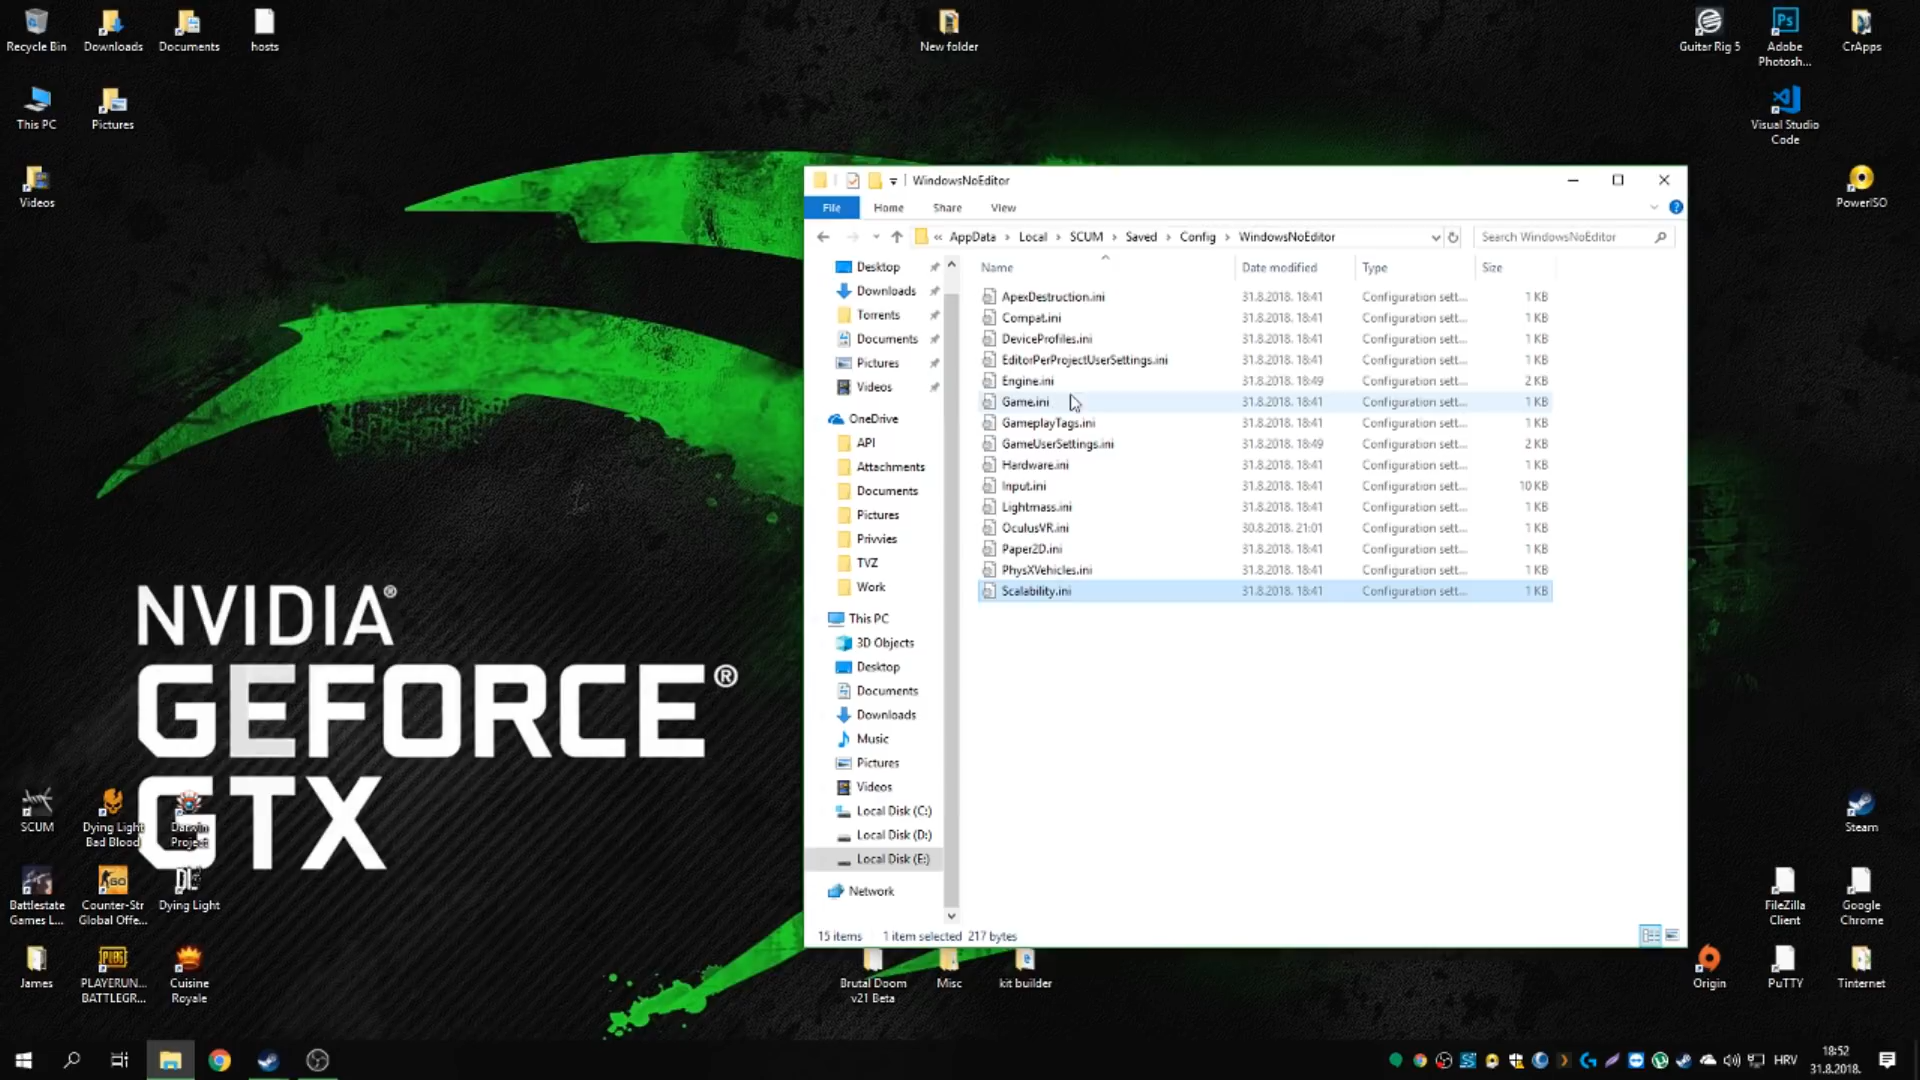 Recycle Bin
Downloads
Documents
hosts
New folder
Guitar Rig 5
Adobe
Photosh...
CrApps
This PC
Pictures
Visual Studio
Code
Videos
PowerISO
WindowsNoEditor
File
Home
Share
View
« AppData › Local › SCUM › Saved › Config › WindowsNoEditor
Search WindowsNoEditor
Name
Date modified
Type
Size
ApexDestruction.ini 31.8.2018. 18:41 Configuration sett... 1 KB
Compat.ini 31.8.2018. 18:41 Configuration sett... 1 KB
DeviceProfiles.ini 31.8.2018. 18:41 Configuration sett... 1 KB
EditorPerProjectUserSettings.ini 31.8.2018. 18:41 Configuration sett... 1 KB
Engine.ini 31.8.2018. 18:49 Configuration sett... 2 KB
Game.ini 31.8.2018. 18:41 Configuration sett... 1 KB
GameplayTags.ini 31.8.2018. 18:41 Configuration sett... 1 KB
GameUserSettings.ini 31.8.2018. 18:49 Configuration sett... 2 KB
Hardware.ini 31.8.2018. 18:41 Configuration sett... 1 KB
Input.ini 31.8.2018. 18:41 Configuration sett... 10 KB
Lightmass.ini 31.8.2018. 18:41 Configuration sett... 1 KB
OculusVR.ini 30.8.2018. 21:01 Configuration sett... 1 KB
Paper2D.ini 31.8.2018. 18:41 Configuration sett... 1 KB
PhysXVehicles.ini 31.8.2018. 18:41 Configuration sett... 1 KB
Scalability.ini 31.8.2018. 18:41 Configuration sett... 1 KB
Desktop
Downloads
Torrents
Documents
Pictures
Videos
OneDrive
API
Attachments
Documents
Pictures
Privvies
TVZ
Work
This PC
3D Objects
Desktop
Documents
Downloads
Music
Pictures
Videos
Local Disk (C:)
Local Disk (D:)
Local Disk (E:)
Network
15 items
1 item selected 217 bytes
NVIDIA®
GEFORCE®
GTX
SCUM
Dying Light
Bad Blood
Darwin
Project
Steam
Battlestate
Games L...
GO
Counter-Str
Global Offe...
Dying Light
FileZilla
Client
Google
Chrome
James
PUBG
PLAYERUN...
BATTLEGR...
Cuisine
Royale
Brutal Doom
v21 Beta
Misc
kit builder
Origin
PuTTY
Tinternet
HRV
18:52
31.8.2018.